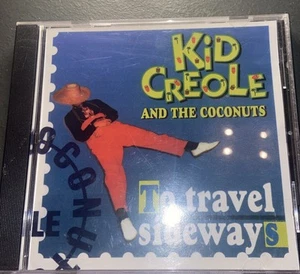 KiD
CREOLE
AND THE COCONUTS
To travel
sideways